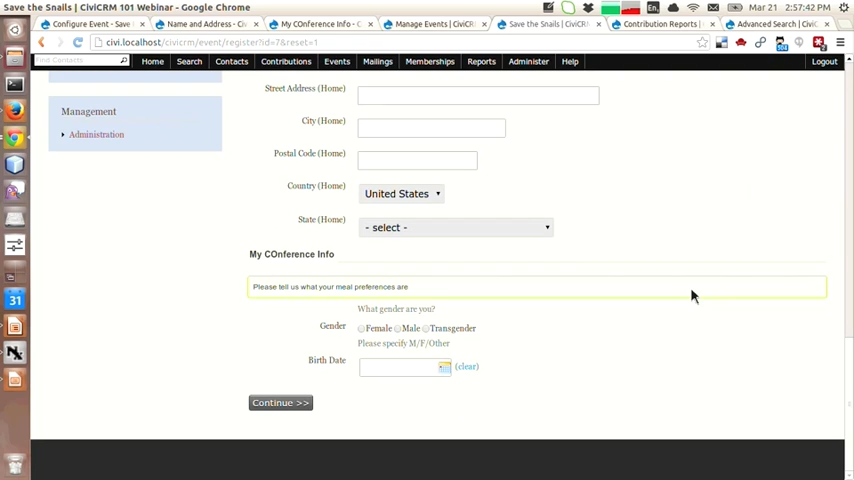 Save the Snails | CiviCRM 101 Webinar - Google Chrome
En
Mar 21 2:57:42 PM
Configure Event - Save
Name and Address - Civ
My COnference Info -
Manage Events | CiviCR
Save the Snails | CiviCRM
Contribution Reports |
Advanced Search | Civi
civi.localhost/civicrm/event/register?id=7&reset=1
Find Contacts
Home
Search
Contacts
Contributions
Events
Mailings
Memberships
Reports
Administer
Help
Logout
Street Address (Home)
Management
City (Home)
Administration
Postal Code (Home)
Country (Home)
United States
State (Home)
- select -
My COnference Info
Please tell us what your meal preferences are
What gender are you?
Gender
Female Male Transgender
Please specify M/F/Other
Birth Date
(clear)
Continue >>
31